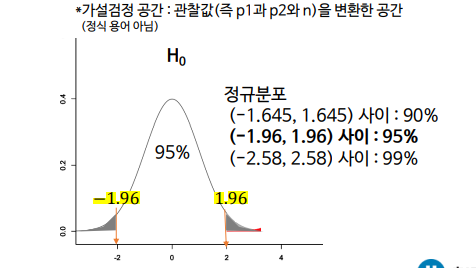 *가설검정 공간 : 관찰값(즉 p1과 p2와 n)을 변환한 공간
(정식 용어 아님)
H₀
정규분포
(−1.645, 1.645) 사이 : 90%
(−1.96, 1.96) 사이 : 95%
(−2.58, 2.58) 사이 : 99%
95%
−1.96
1.96
0.4
0.2
0.0
-2
0
2
4